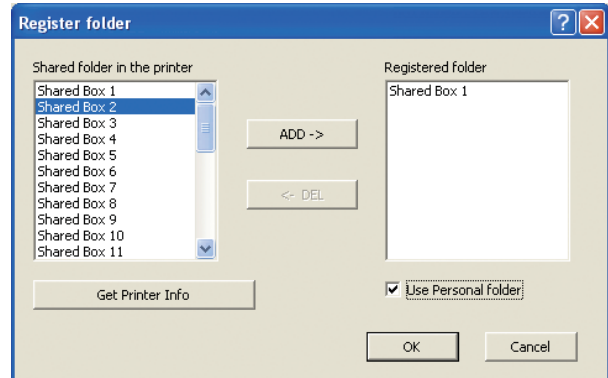 Register folder
Shared folder in the printer
Shared Box 1
Shared Box 2
Shared Box 3
Shared Box 4
Shared Box 5
Shared Box 6
Shared Box 7
Shared Box 8
Shared Box 9
Shared Box 10
Shared Box 11
Get Printer Info
ADD ->
<- DEL
Registered folder
Shared Box 1
Use Personal folder
OK
Cancel